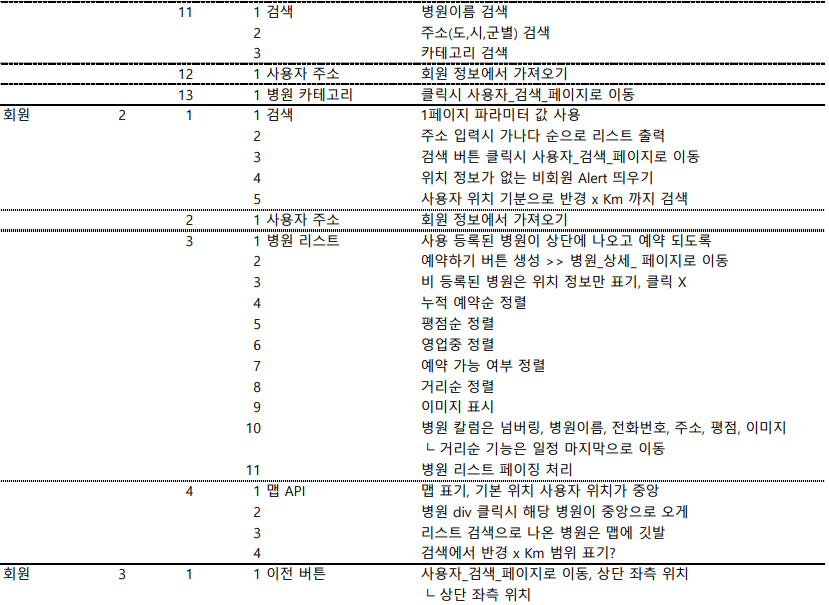 11 1 검색 병원이름 검색
2 주소(도,시,군별) 검색
3 카테고리 검색
12 1 사용자 주소 회원 정보에서 가져오기
13 1 병원 카테고리 클릭시 사용자_검색_페이지로 이동
회원 2 1 1 검색 1페이지 파라미터 값 사용
2 주소 입력시 가나다 순으로 리스트 출력
3 검색 버튼 클릭시 사용자_검색_페이지로 이동
4 위치 정보가 없는 비회원 Alert 띄우기
5 사용자 위치 기분으로 반경 x Km 까지 검색
2 1 사용자 주소 회원 정보에서 가져오기
3 1 병원 리스트 사용 등록된 병원이 상단에 나오고 예약 되도록
2 예약하기 버튼 생성 >> 병원_상세_ 페이지로 이동
3 비 등록된 병원은 위치 정보만 표기, 클릭 X
4 누적 예약순 정렬
5 평점순 정렬
6 영업중 정렬
7 예약 가능 여부 정렬
8 거리순 정렬
9 이미지 표시
10 병원 칼럼은 넘버링, 병원이름, 전화번호, 주소, 평점, 이미지
ㄴ거리순 기능은 일정 마지막으로 이동
11 병원 리스트 페이징 처리
4 1 맵 API 맵 표기, 기본 위치 사용자 위치가 중앙
2 병원 div 클릭시 해당 병원이 중앙으로 오게
3 리스트 검색으로 나온 병원은 맵에 깃발
4 검색에서 반경 x Km 범위 표기?
회원 3 1 1 이전 버튼 사용자_검색_페이지로 이동, 상단 좌측 위치
ㄴ상단 좌측 위치